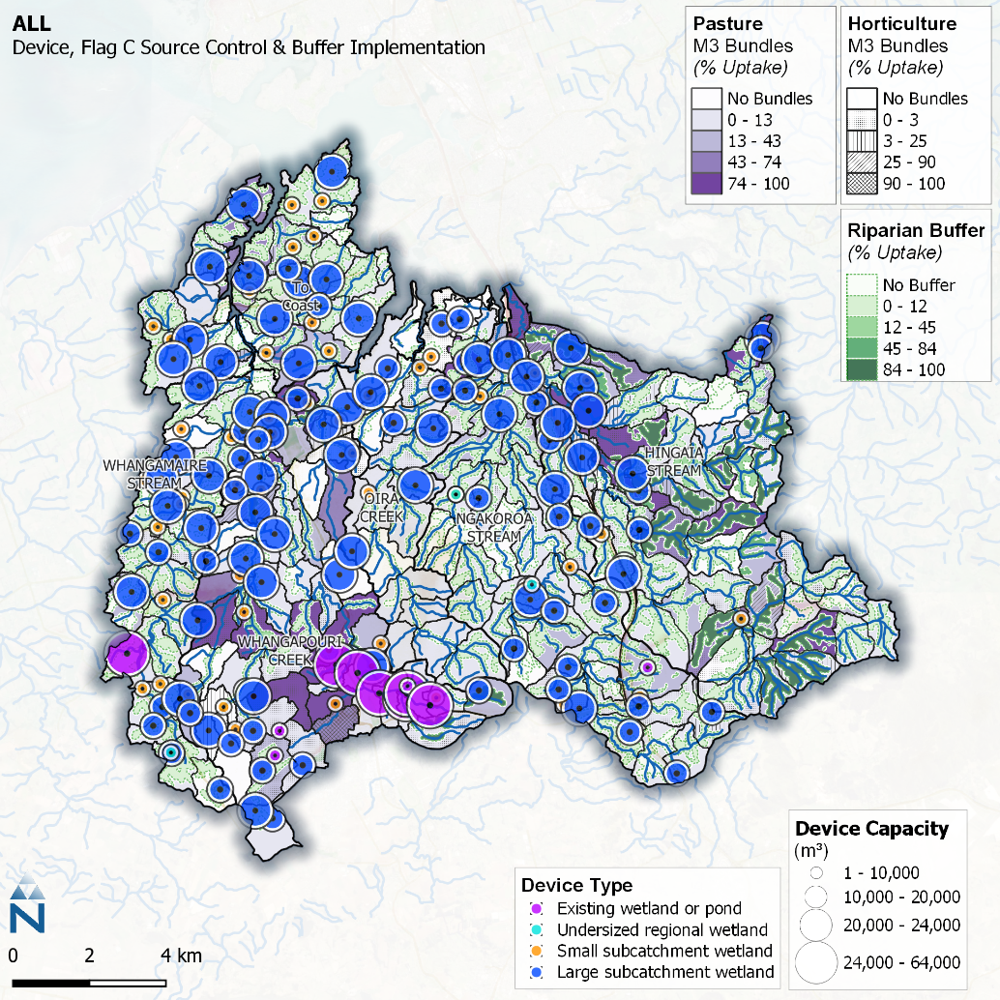 ALL
Device, Flag C Source Control & Buffer Implementation
Pasture
M3 Bundles
(% Uptake)
No Bundles
0 - 13
13 - 43
43 - 74
74 - 100
Horticulture
M3 Bundles
(% Uptake)
No Bundles
0 - 3
3 - 25
25 - 90
90 - 100
Riparian Buffer
(% Uptake)
No Buffer
0 - 12
12 - 45
45 - 84
84 - 100
To
Coast
WHANGAMAIRE
STREAM
OIRA
CREEK
NGAKOROA
STREAM
HINGAIA
STREAM
WHANGAPOURI
CREEK
N
0 2 4 km
Device Type
Existing wetland or pond
Undersized regional wetland
Small subcatchment wetland
Large subcatchment wetland
Device Capacity
(m³)
1 - 10,000
10,000 - 20,000
20,000 - 24,000
24,000 - 64,000